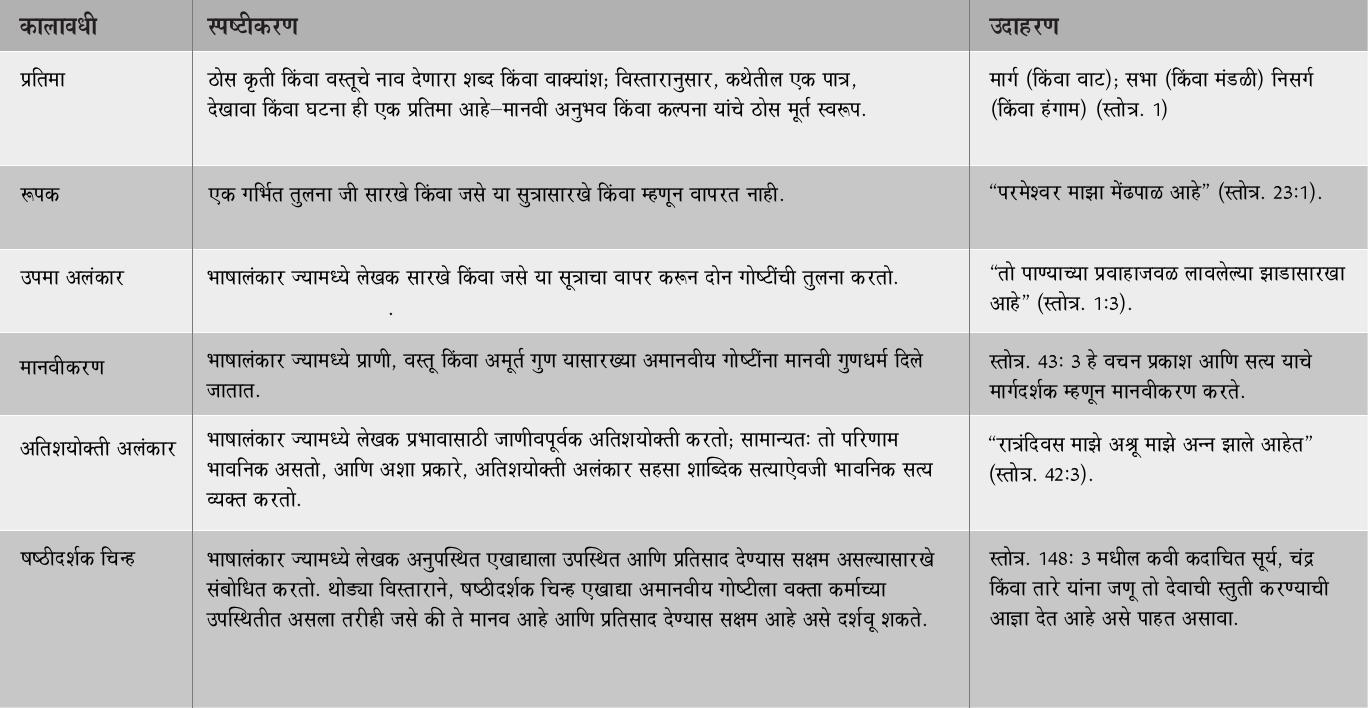 कालावधी
स्पष्टीकरण
उदाहरण
प्रतिमा
ठोस कृती किंवा वस्तूचे नाव देणारा शब्द किंवा वाक्यांश; विस्तारानुसार, कथेतील एक पात्र,
देखावा किंवा घटना ही एक प्रतिमा आहे–मानवी अनुभव किंवा कल्पना यांचे ठोस मूर्त स्वरूप.
मार्ग (किंवा वाट); सभा (किंवा मंडळी) निसर्ग
(किंवा हंगाम) (स्तोत्र. 1)
रूपक
एक गर्भित तुलना जी सारखे किंवा जसे या सुत्रासारखे किंवा म्हणून वापरत नाही.
“परमेश्वर माझा मेंढपाळ आहे” (स्तोत्र. 23:1).
उपमा अलंकार
भाषालंकार ज्यामध्ये लेखक सारखे किंवा जसे या सूत्राचा वापर करून दोन गोष्टींची तुलना करतो.
.
“तो पाण्याच्या प्रवाहाजवळ लावलेल्या झाडासारखा
आहे” (स्तोत्र. 1:3).
मानवीकरण
भाषालंकार ज्यामध्ये प्राणी, वस्तू किंवा अमूर्त गुण यासारख्या अमानवीय गोष्टींना मानवी गुणधर्म दिले
जातात.
स्तोत्र. 43: 3 हे वचन प्रकाश आणि सत्य याचे
मार्गदर्शक म्हणून मानवीकरण करते.
अतिशयोक्ती अलंकार
भाषालंकार ज्यामध्ये लेखक प्रभावासाठी जाणीवपूर्वक अतिशयोक्ती करतो; सामान्यतः तो परिणाम
भावनिक असतो, आणि अशा प्रकारे, अतिशयोक्ती अलंकार सहसा शाब्दिक सत्याऐवजी भावनिक सत्य
व्यक्त करतो.
“रात्रंदिवस माझे अश्रू माझे अन्न झाले आहेत”
(स्तोत्र. 42:3).
षष्ठीदर्शक चिन्ह
भाषालंकार ज्यामध्ये लेखक अनुपस्थित एखाद्याला उपस्थित आणि प्रतिसाद देण्यास सक्षम असल्यासारखे
संबोधित करतो. थोड्या विस्ताराने, षष्ठीदर्शक चिन्ह एखाद्या अमानवीय गोष्टीला वक्ता कर्माच्या
उपस्थितीत असला तरीही जसे की ते मानव आहे आणि प्रतिसाद देण्यास सक्षम आहे असे दर्शवू शकते.
स्तोत्र. 148: 3 मधील कवी कदाचित सूर्य, चंद्र
किंवा तारे यांना जणू तो देवाची स्तुती करण्याची
आज्ञा देत आहे असे पाहत असावा.